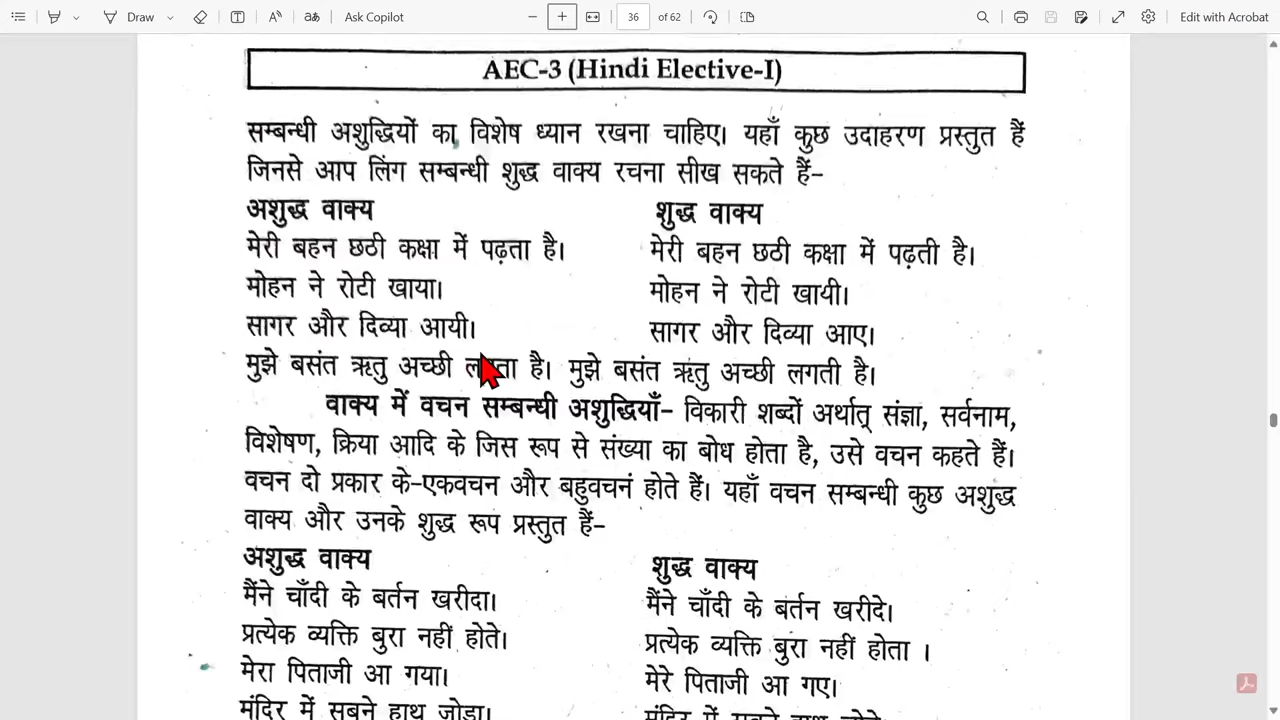 Draw
Ask Copilot
36 of 62
Edit with Acrobat
AEC-3 (Hindi Elective-I)
सम्बन्धी अशुद्धियों का विशेष ध्यान रखना चाहिए। यहाँ कुछ उदाहरण प्रस्तुत हैं
जिनसे आप लिंग सम्बन्धी शुद्ध वाक्य रचना सीख सकते हैं-
अशुद्ध वाक्य शुद्ध वाक्य
मेरी बहन छठी कक्षा में पढ़ता है। मेरी बहन छठी कक्षा में पढ़ती है।
मोहन ने रोटी खाया। मोहन ने रोटी खायी।
सागर और दिव्या आयी। सागर और दिव्या आए।
मुझे बसंत ऋतु अच्छी है। मुझे बसंत ऋतु अच्छी लगती है।
वाक्य में वचन सम्बन्धी अशुद्धियाँ- विकारी शब्दों अर्थात् संज्ञा, सर्वनाम,
विशेषण, क्रिया आदि के जिस रूप से संख्या का बोध होता है, उसे वचन कहते हैं।
वचन दो प्रकार के-एकवचन और बहुवचनं होते हैं। यहाँ वचन सम्बन्धी कुछ अशुद्ध
वाक्य और उनके शुद्ध रूप प्रस्तुत हैं-
अशुद्ध वाक्य शुद्ध वाक्य
मैंने चाँदी के बर्तन खरीदा। मैंने चाँदी के बर्तन खरीदे।
प्रत्येक व्यक्ति बुरा नहीं होते। प्रत्येक व्यक्ति बुरा नहीं होता ।
मेरा पिताजी आ गया। मेरे पिताजी आ गए।
मंदिर में सबने हाथ जोड़ा।